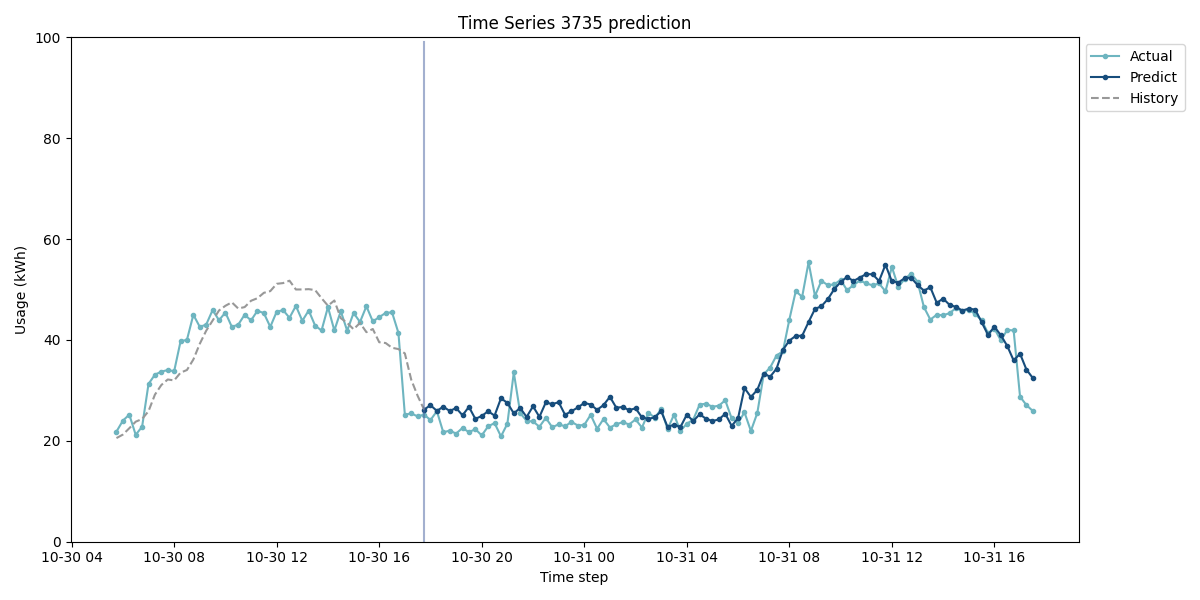 Time Series 3735 prediction
100
80
60
40
20
0
Usage (kWh)
10-30 04 10-30 08 10-30 12 10-30 16 10-30 20 10-31 00 10-31 04 10-31 08 10-31 12 10-31 16
Time step
Actual
Predict
History